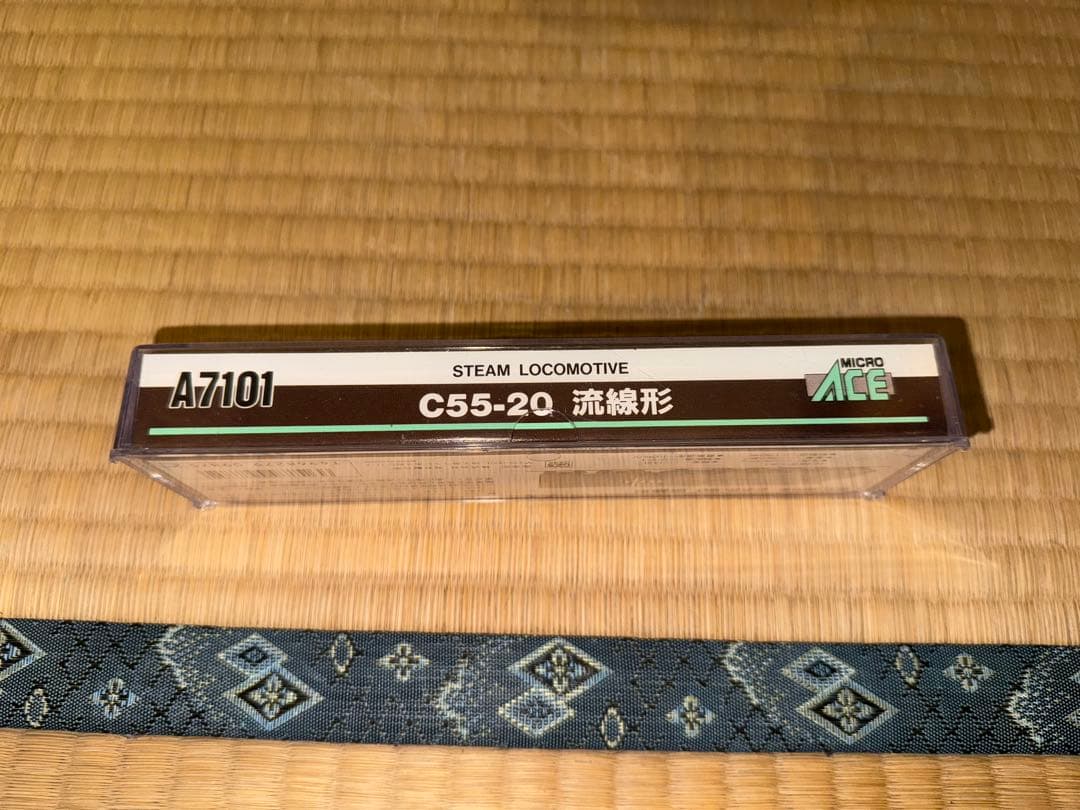 A7101
STEAM LOCOMOTIVE
C55-20 流線形
MICRO
ACE